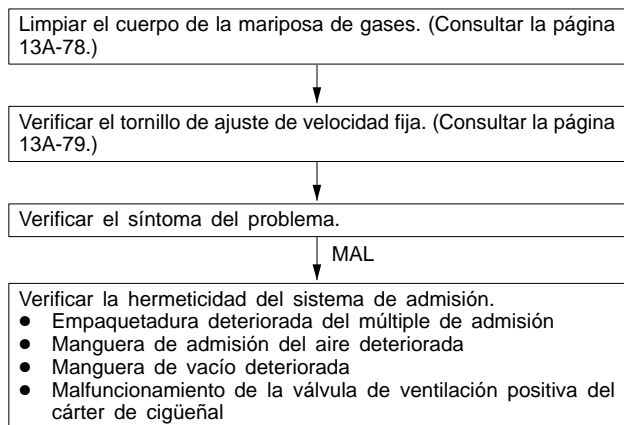 Limpiar el cuerpo de la mariposa de gases. (Consultar la página
13A-78.)
Verificar el tornillo de ajuste de velocidad fija. (Consultar la página
13A-79.)
Verificar el síntoma del problema.
MAL
Verificar la hermeticidad del sistema de admisión.
● Empaquetadura deteriorada del múltiple de admisión
● Manguera de admisión del aire deteriorada
● Manguera de vacío deteriorada
● Malfuncionamiento de la válvula de ventilación positiva del
cárter de cigüeñal